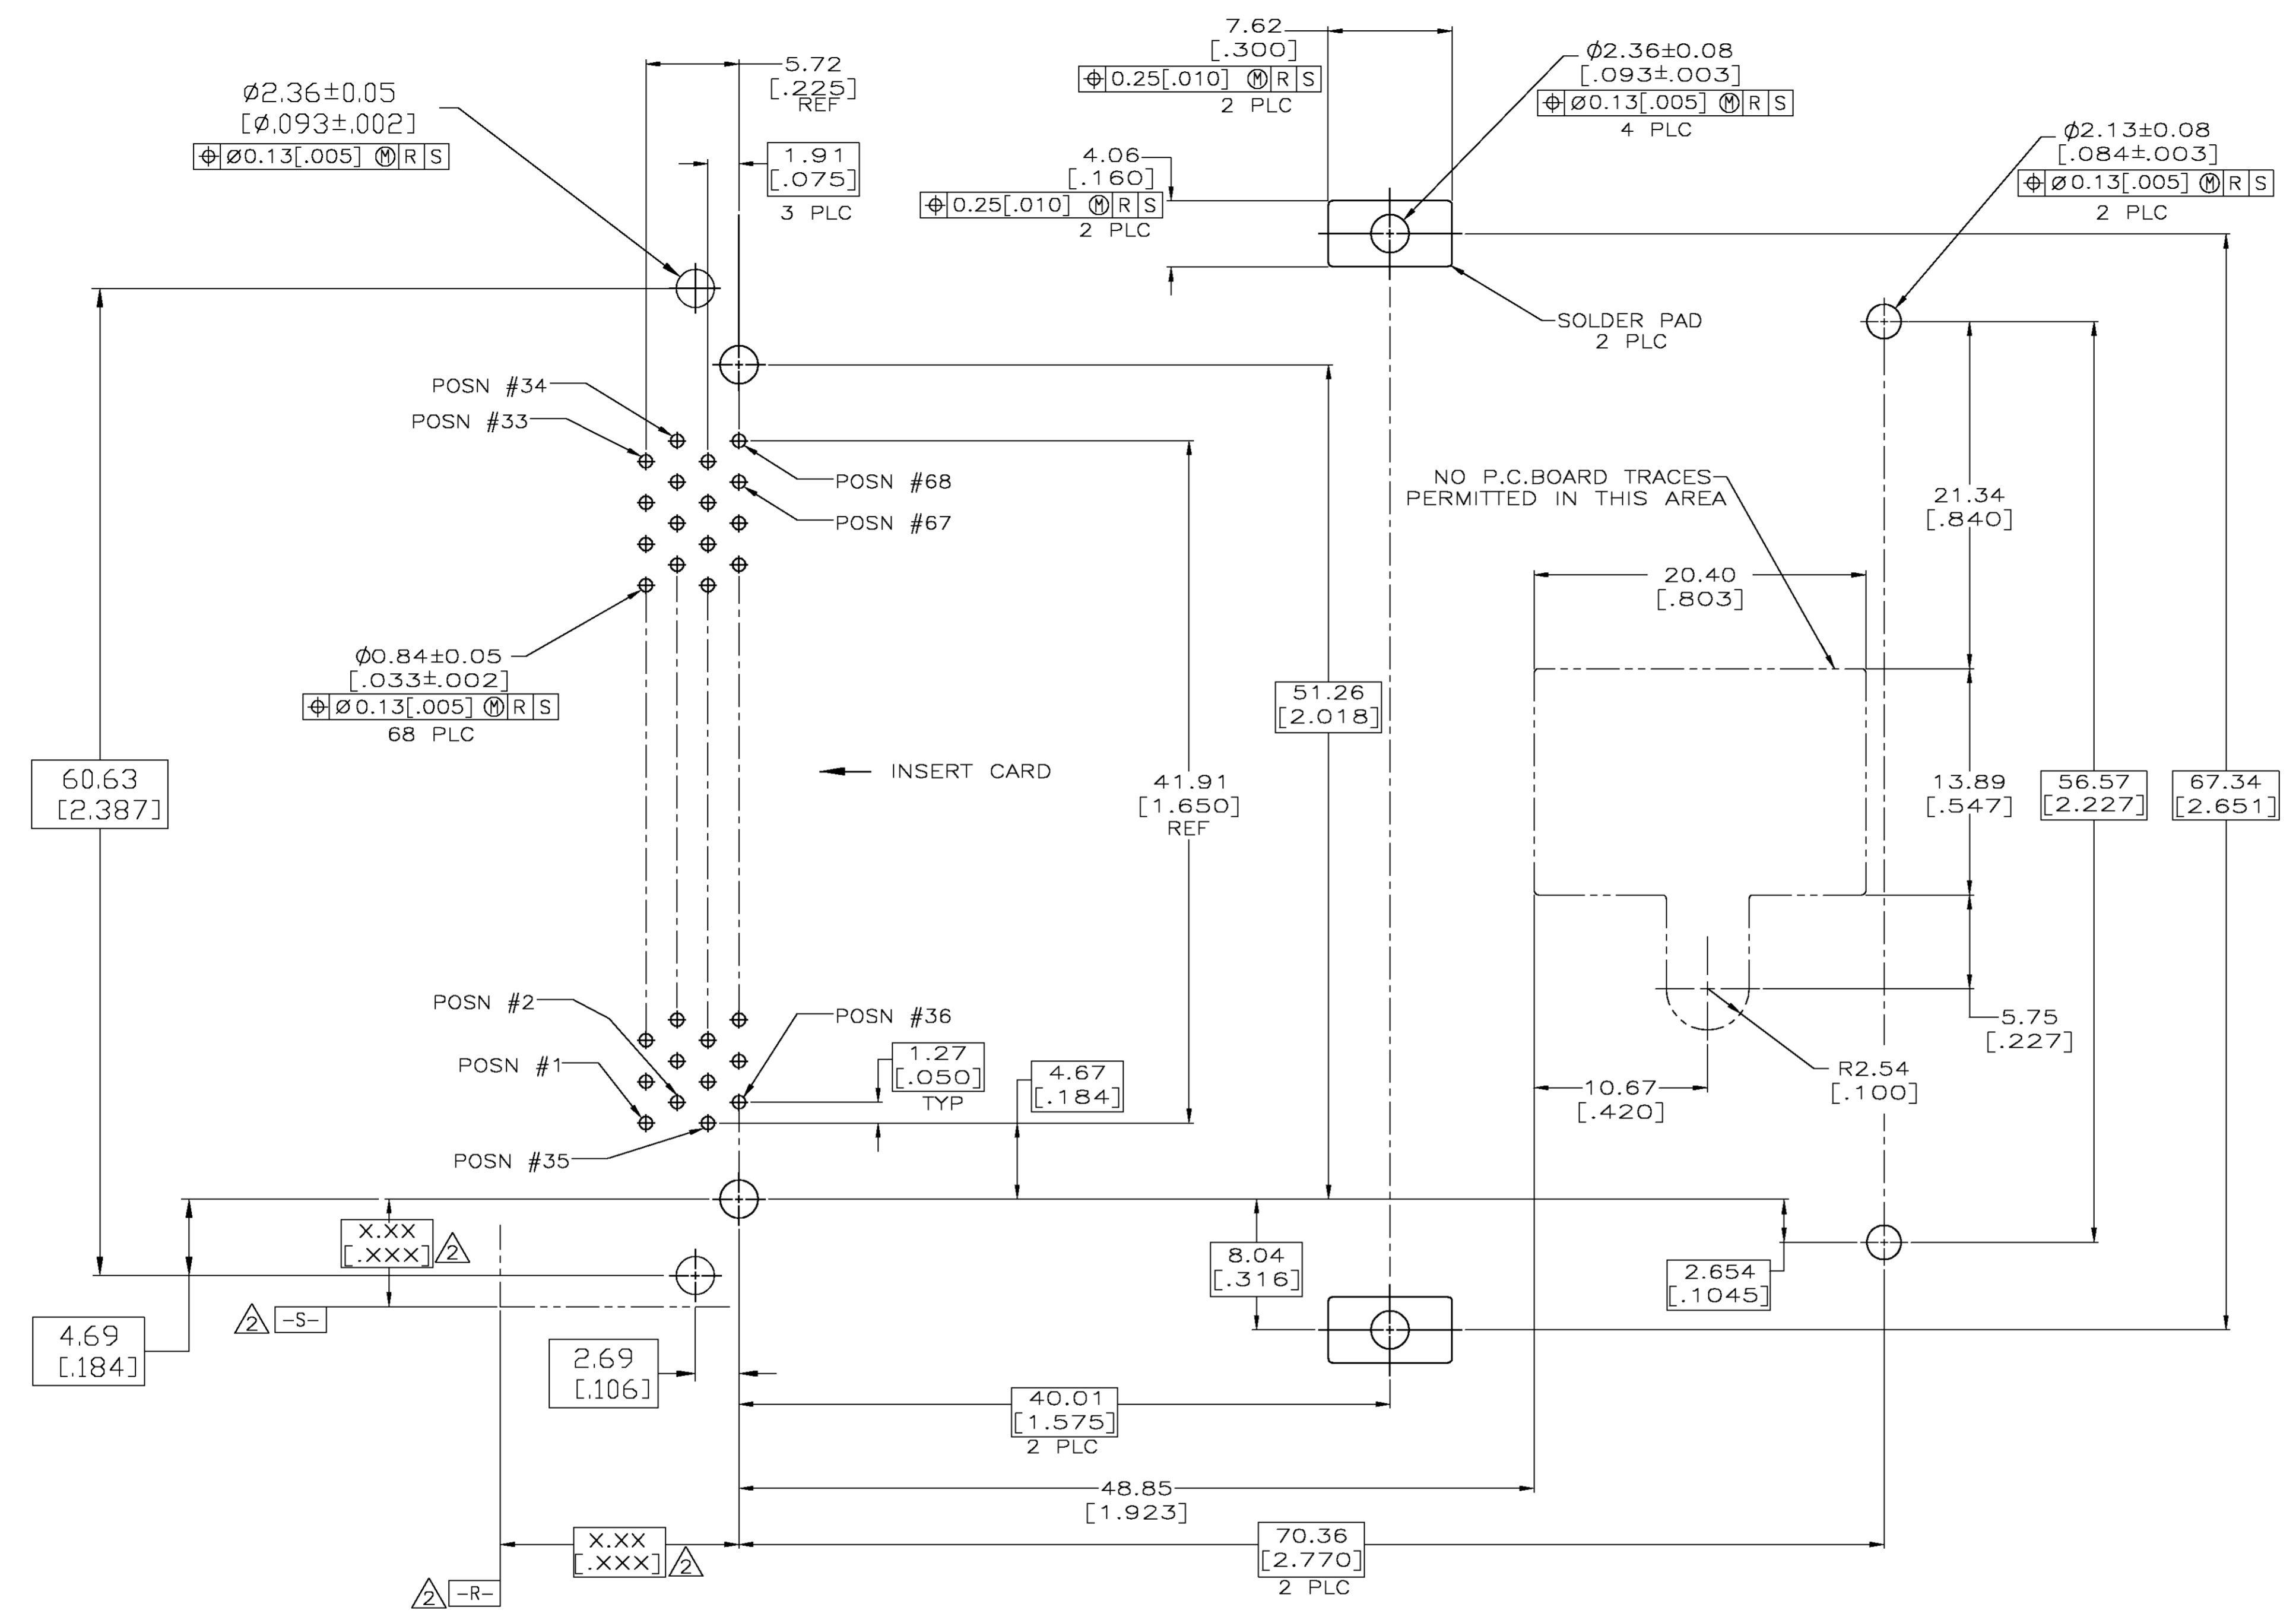 7.62
[.300]
⌖ 0.25[.010] Ⓜ R S
2 PLC
⌀2.36±0.08
[.093±.003]
⌖ ⌀0.13[.005] Ⓜ R S
4 PLC
5.72
[.225]
REF
⌀2.36±0.05
[⌀.093±.002]
⌖ ⌀0.13[.005] Ⓜ R S
⌀2.13±0.08
[.084±.003]
⌖ ⌀0.13[.005] Ⓜ R S
2 PLC
1.91
[.075]
3 PLC
4.06
[.160]
⌖ 0.25[.010] Ⓜ R S
2 PLC
SOLDER PAD
2 PLC
POSN #34
POSN #33
POSN #68
POSN #67
NO P.C.BOARD TRACES
PERMITTED IN THIS AREA
21.34
[.840]
20.40
[.803]
⌀0.84±0.05
[.033±.002]
⌖ ⌀0.13[.005] Ⓜ R S
68 PLC
51.26
[2.018]
60.63
[2.387]
INSERT CARD
41.91
[1.650]
REF
13.89
[.547]
56.57
[2.227]
67.34
[2.651]
POSN #2
POSN #36
POSN #1
1.27
[.050]
TYP
4.67
[.184]
5.75
[.227]
R2.54
[.100]
10.67
[.420]
POSN #35
X.XX
[.XXX] 2
8.04
[.316]
2.654
[.1045]
2 -S-
4.69
[.184]
2.69
[.106]
40.01
[1.575]
2 PLC
48.85
[1.923]
X.XX
[.XXX] 2
70.36
[2.770]
2 PLC
2 -R-